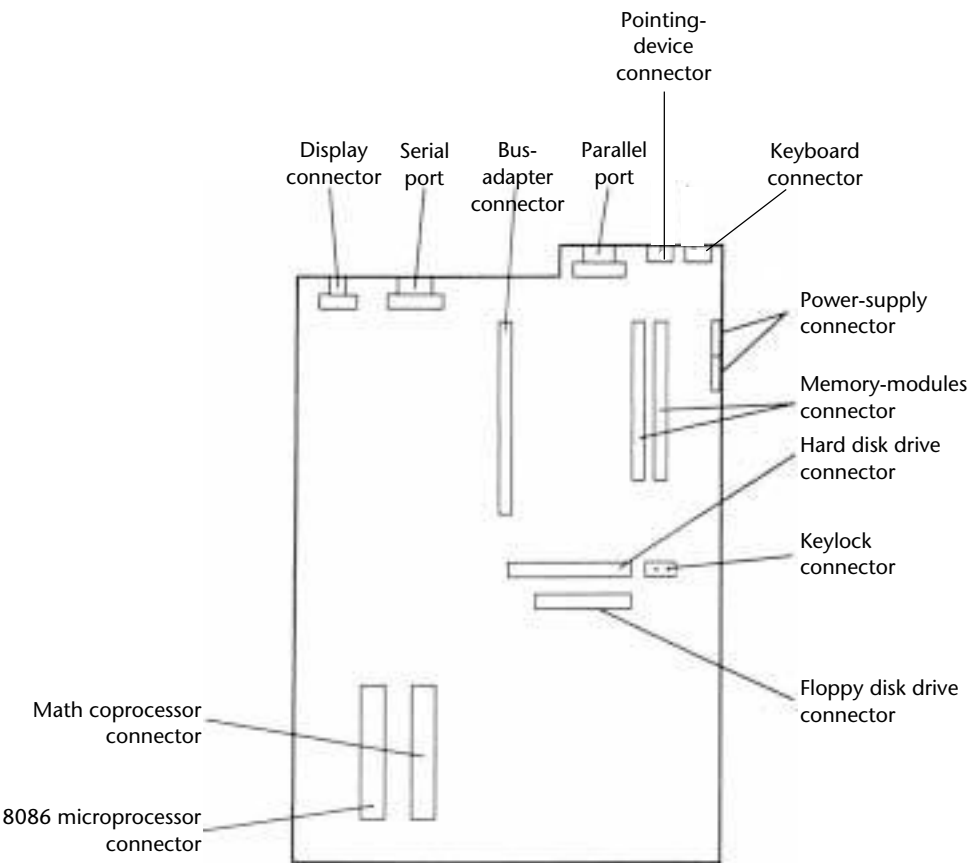 Pointing-
device
connector
Display
connector
Serial
port
Bus-
adapter
connector
Parallel
port
Keyboard
connector
Power-supply
connector
Memory-modules
connector
Hard disk drive
connector
Keylock
connector
Floppy disk drive
connector
Math coprocessor
connector
8086 microprocessor
connector